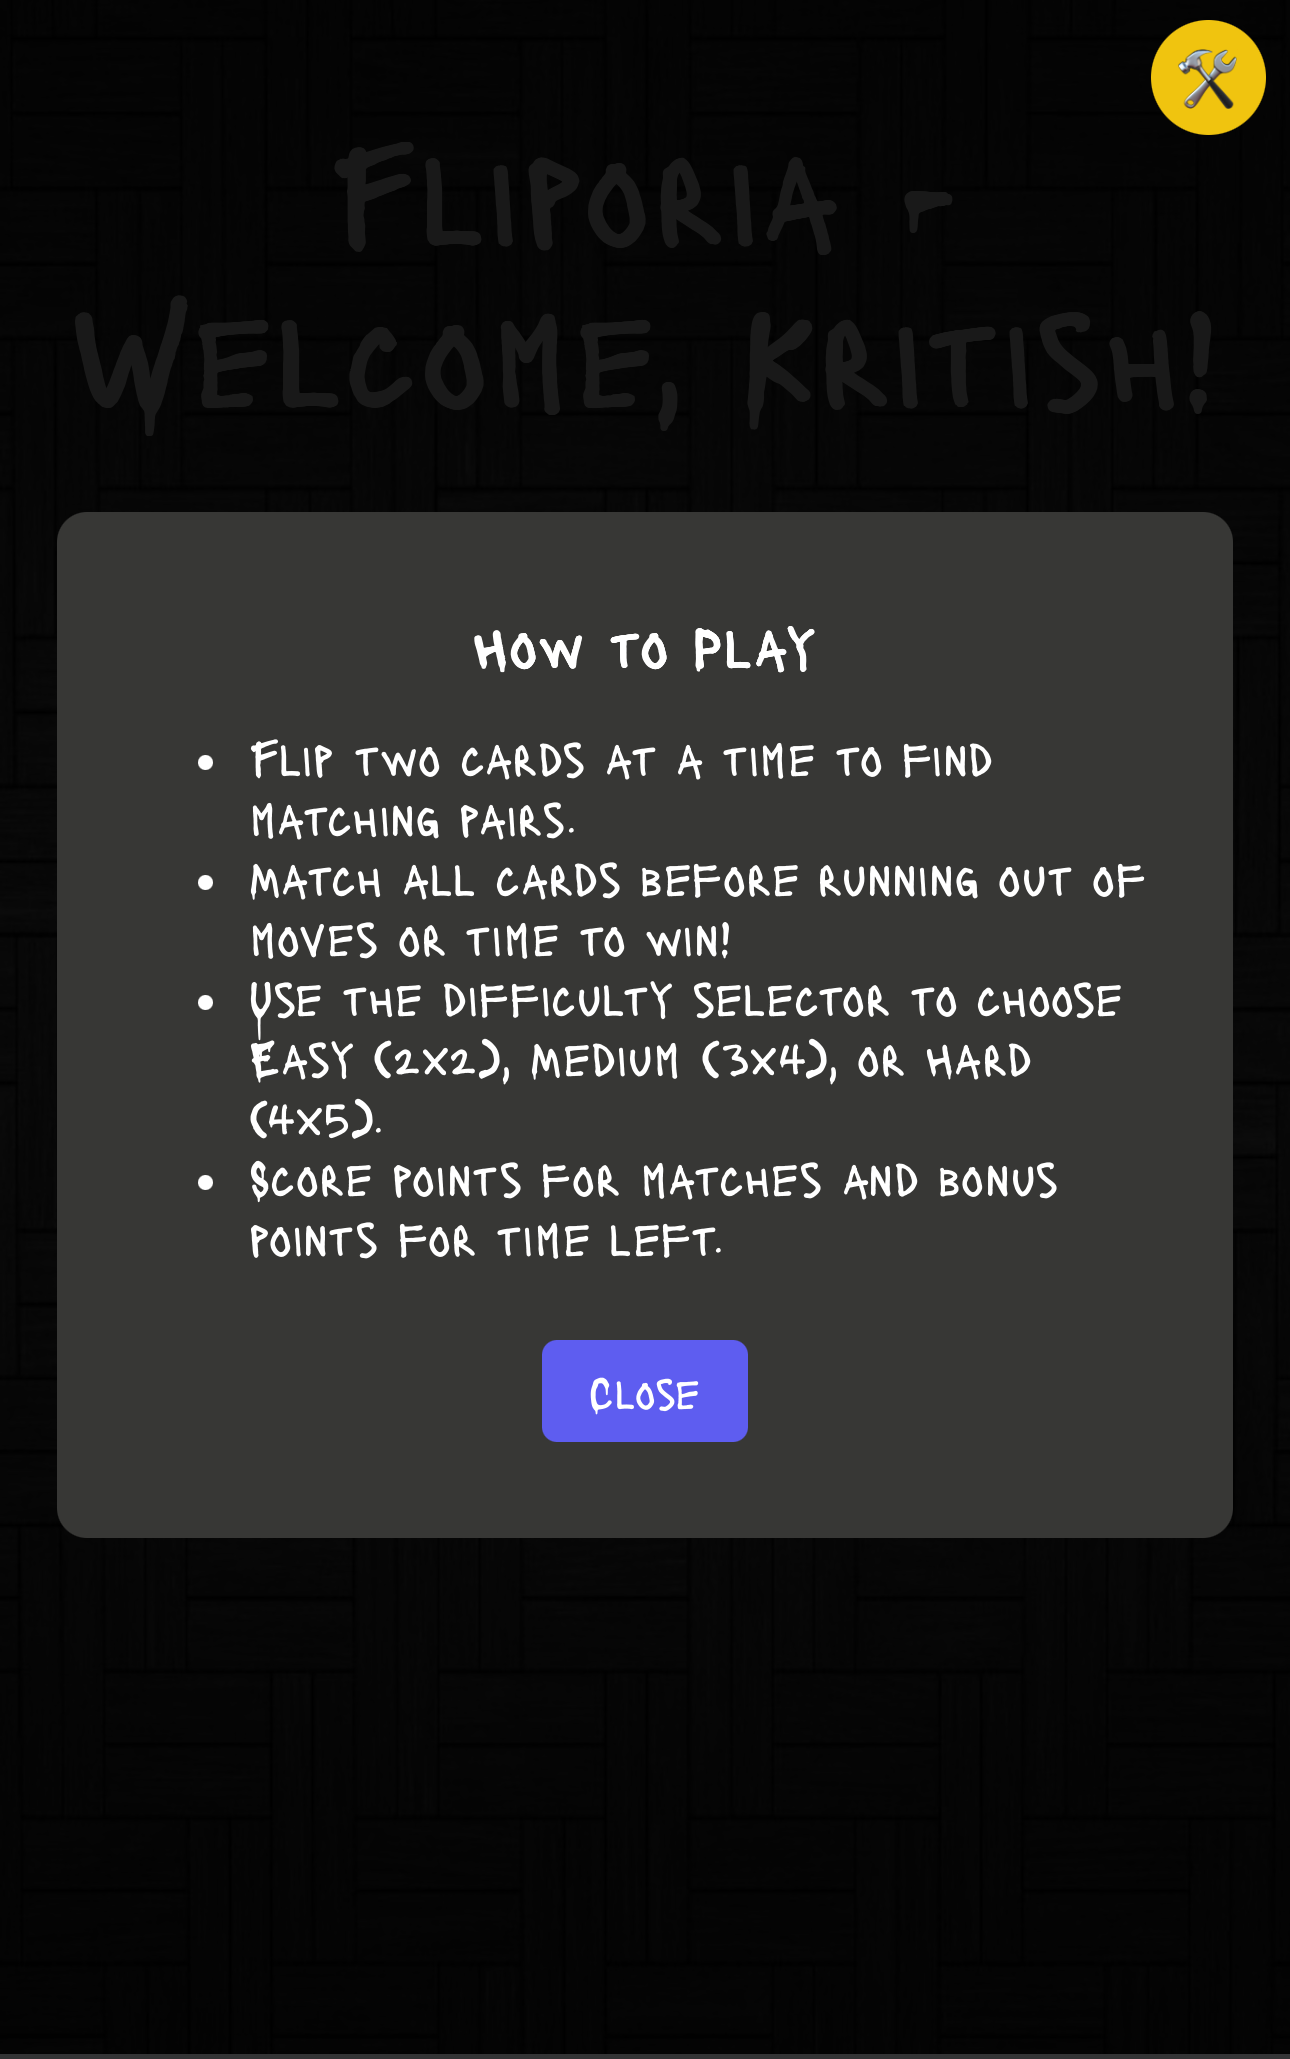 Fliporia -
Welcome, Kritish!
How to Play
• Flip two cards at a time to find
matching pairs.
• Match all cards before running out of
moves or time to win!
• Use the difficulty selector to choose
Easy (2x2), Medium (3x4), or Hard
(4x5).
• Score points for matches and bonus
points for time left.
Close